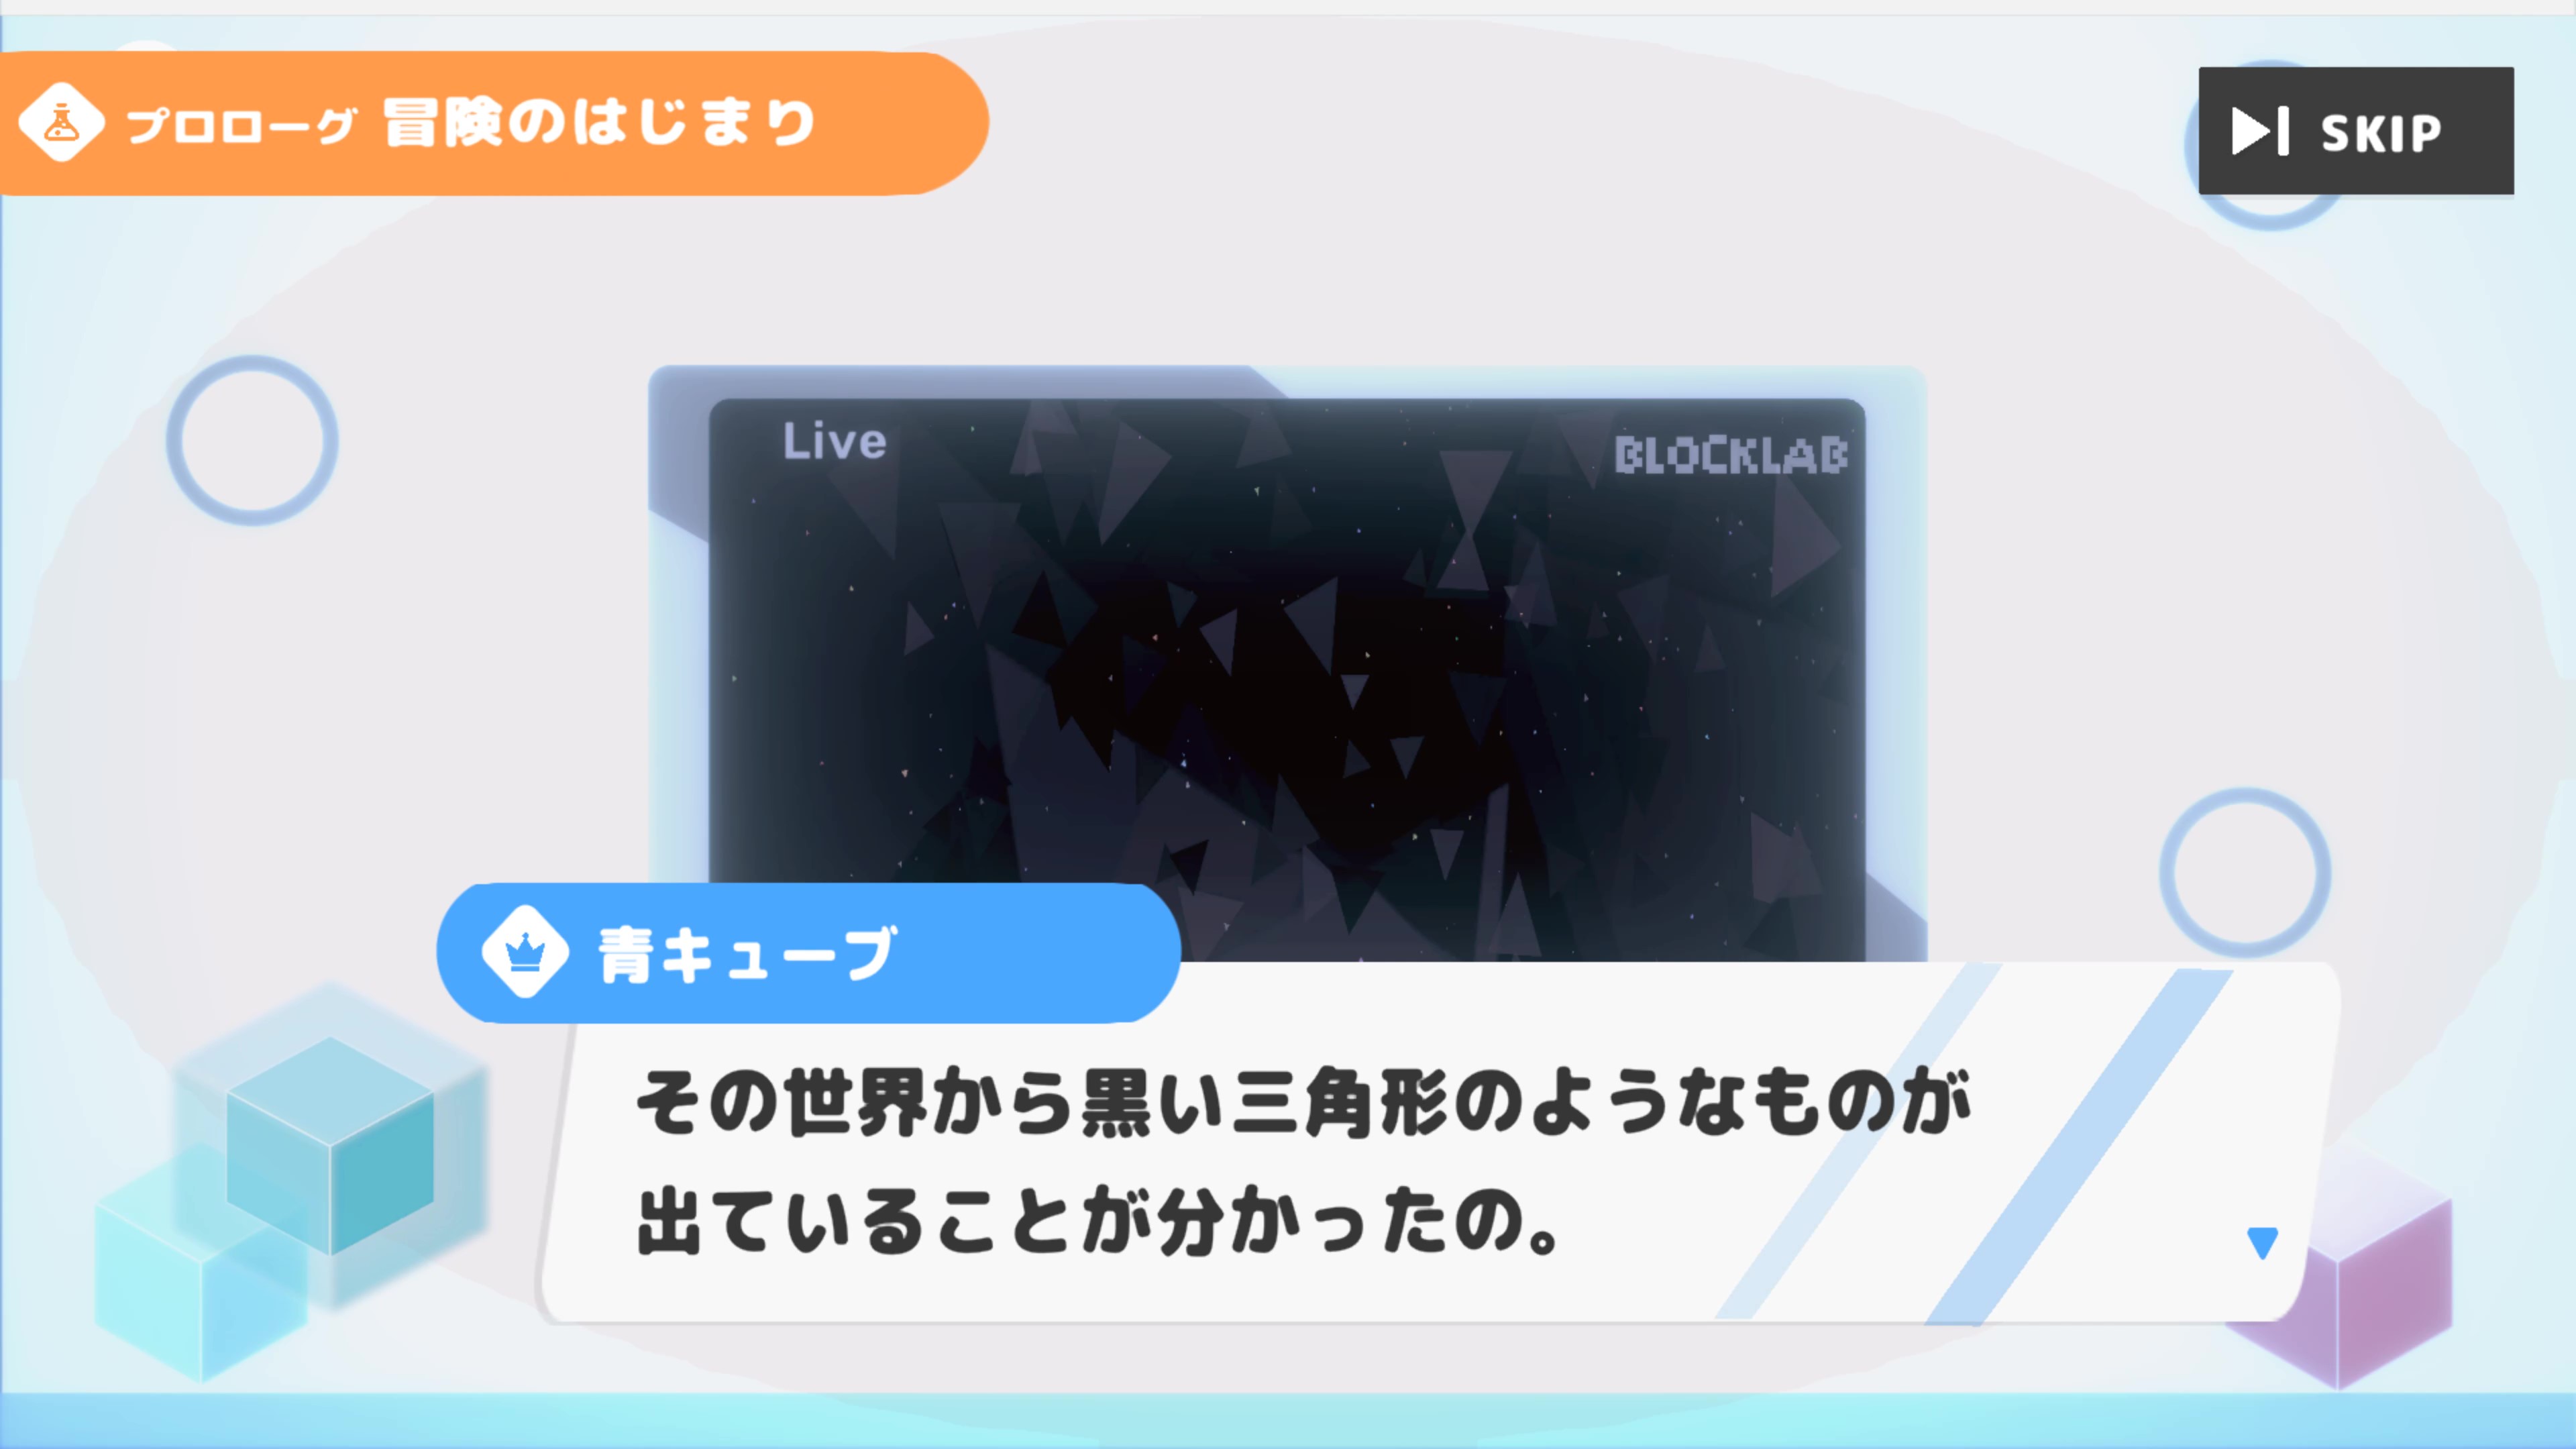 プロローグ 冒険のはじまり
SKIP
Live
BLOCKLAB
青キューブ
その世界から黒い三角形のようなものが
出ていることが分かったの。